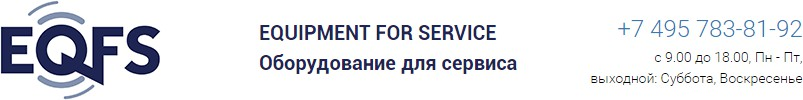 EQFS
EQUIPMENT FOR SERVICE
Оборудование для сервиса
+7 495 783-81-92
с 9.00 до 18.00, Пн - Пт,
выходной: Суббота, Воскресенье